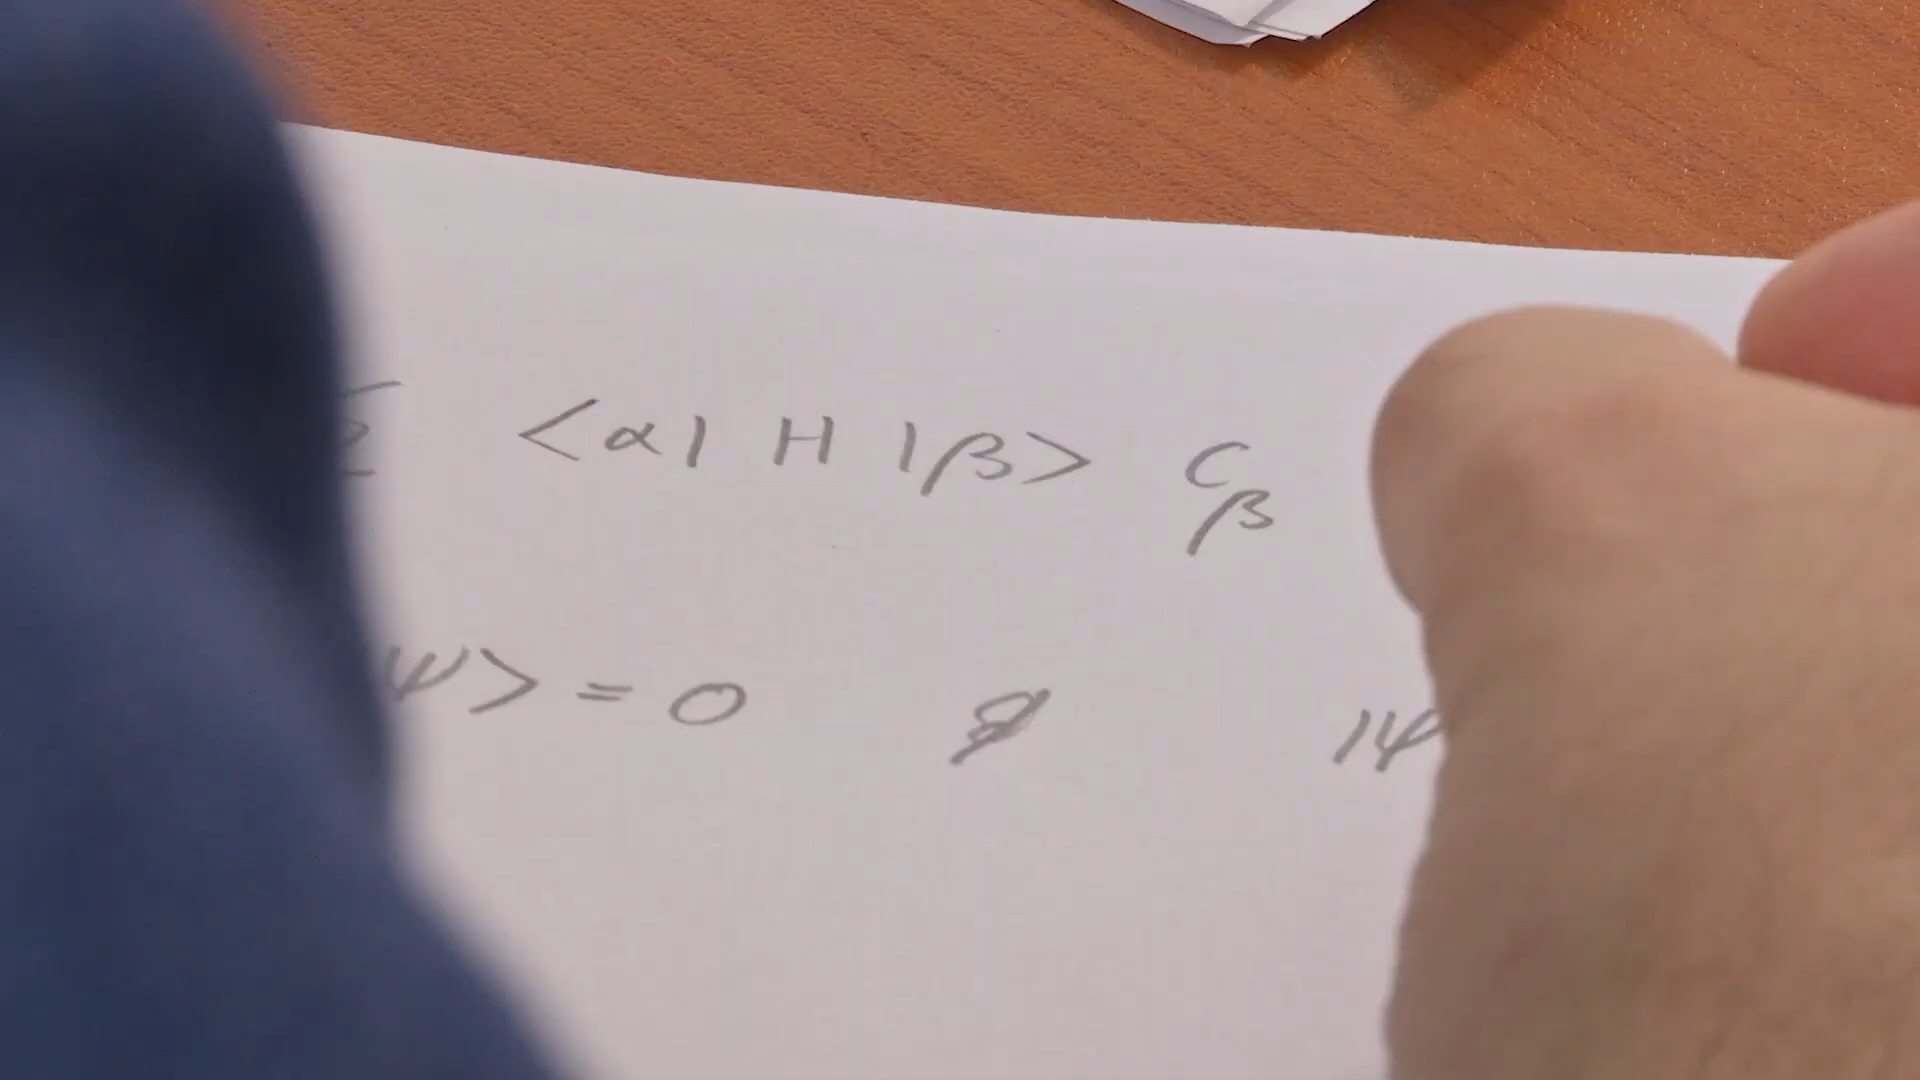 Σ <α| H |β> C_β
ψ> = 0 |ψ